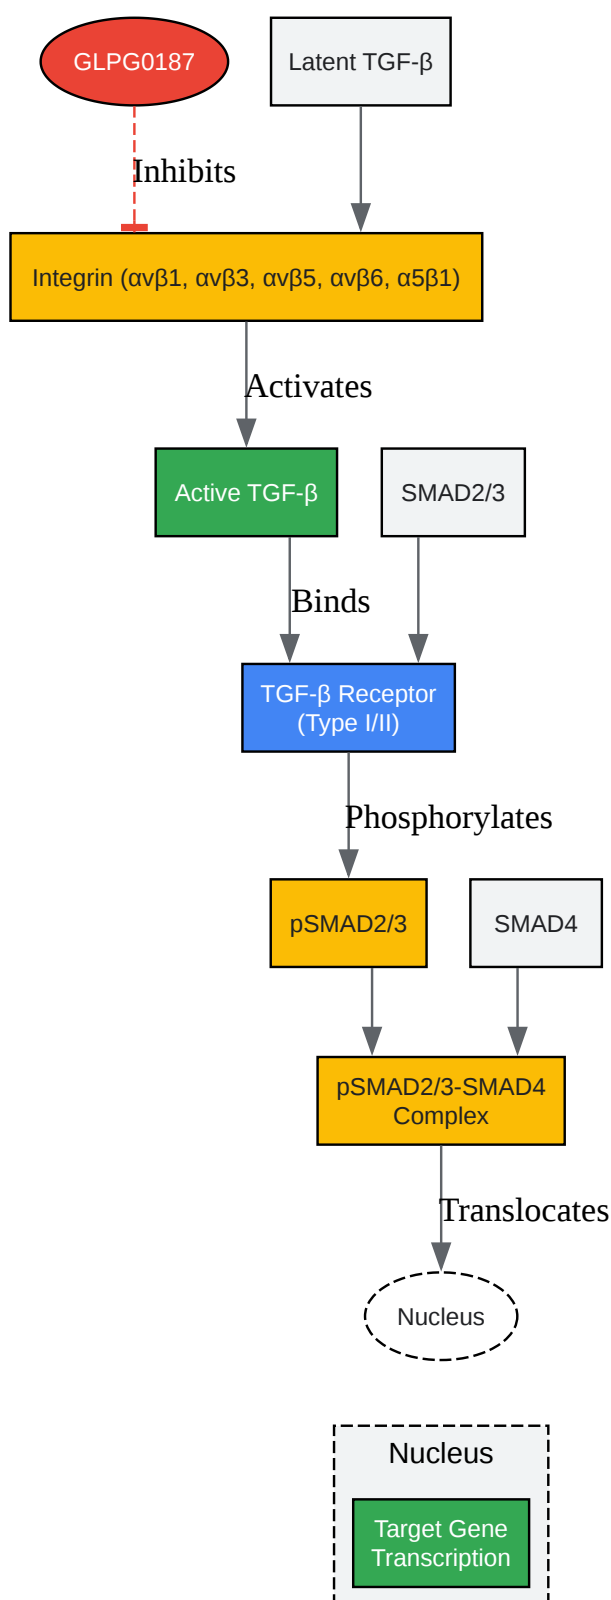 GLPG0187
Latent TGF-β
Inhibits
Integrin (αvβ1, αvβ3, αvβ5, αvβ6, α5β1)
Activates
Active TGF-β
SMAD2/3
Binds
TGF-β Receptor
(Type I/II)
Phosphorylates
pSMAD2/3
SMAD4
pSMAD2/3-SMAD4
Complex
Translocates
Nucleus
Nucleus
Target Gene
Transcription